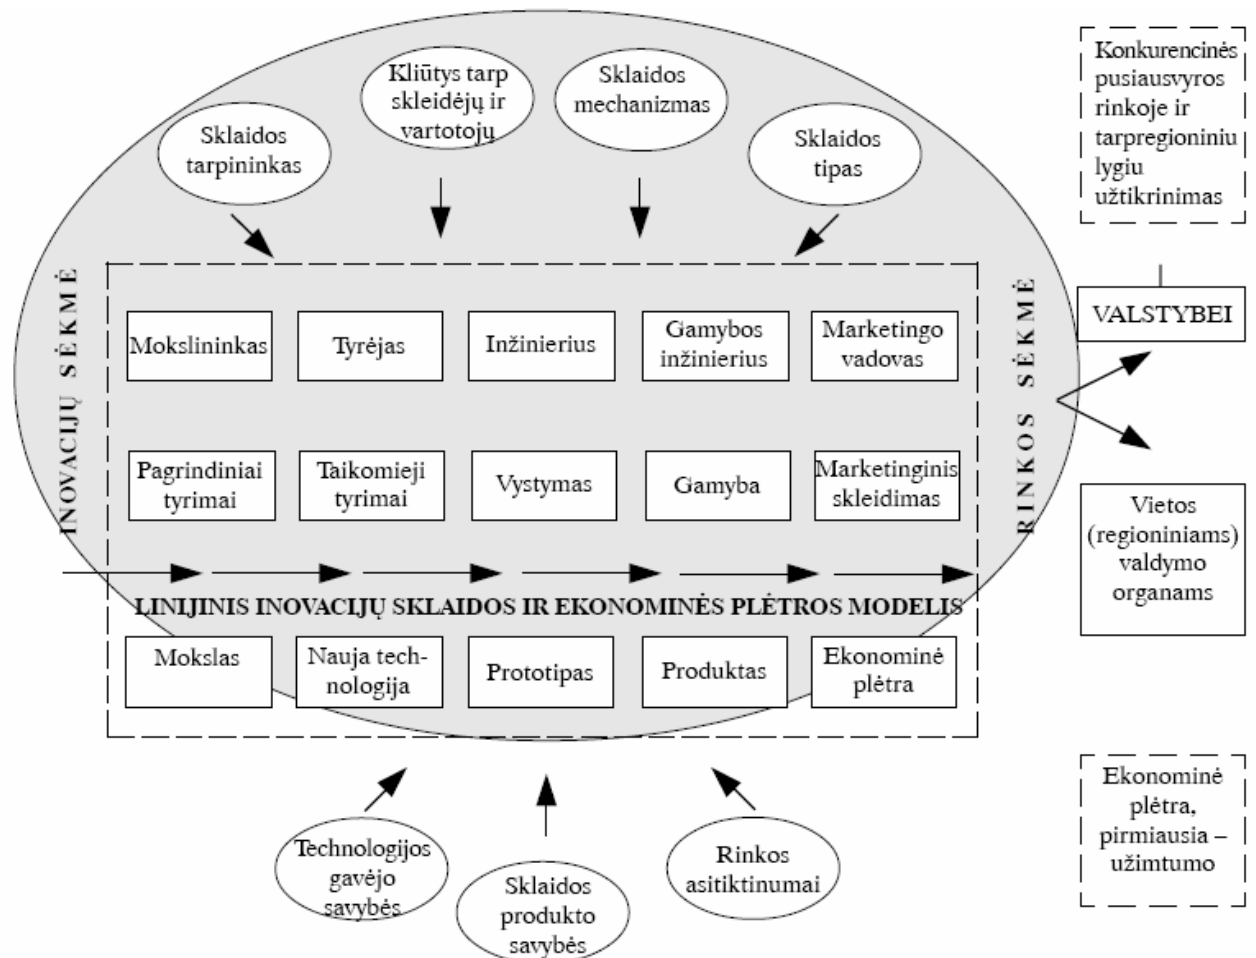 Kliūtys tarp
skleidėjų ir
vartotojų
Sklaidos
mechanizmas
Sklaidos
tarpininkas
Sklaidos
tipas
Konkurencinės
pusiausvyros
rinkoje ir
tarpregioniniu
lygiu
užtikrinimas
INOVACIJŲ SĖKMĖ
RINKOS SĖKMĖ
VALSTYBEI
Mokslininkas
Tyrėjas
Inžinierius
Gamybos
inžinierius
Marketingo
vadovas
Pagrindiniai
tyrimai
Taikomieji
tyrimai
Vystymas
Gamyba
Marketinginis
skleidimas
Vietos
(regioniniams)
valdymo
organams
LINIJINIS INOVACIJŲ SKLAIDOS IR EKONOMINĖS PLĖTROS MODELIS
Mokslas
Nauja tech-
nologija
Prototipas
Produktas
Ekonominė
plėtra
Technologijos
gavėjo
savybės
Sklaidos
produkto
savybės
Rinkos
asitiktinumai
Ekonominė
plėtra,
pirmiausia –
užimtumo